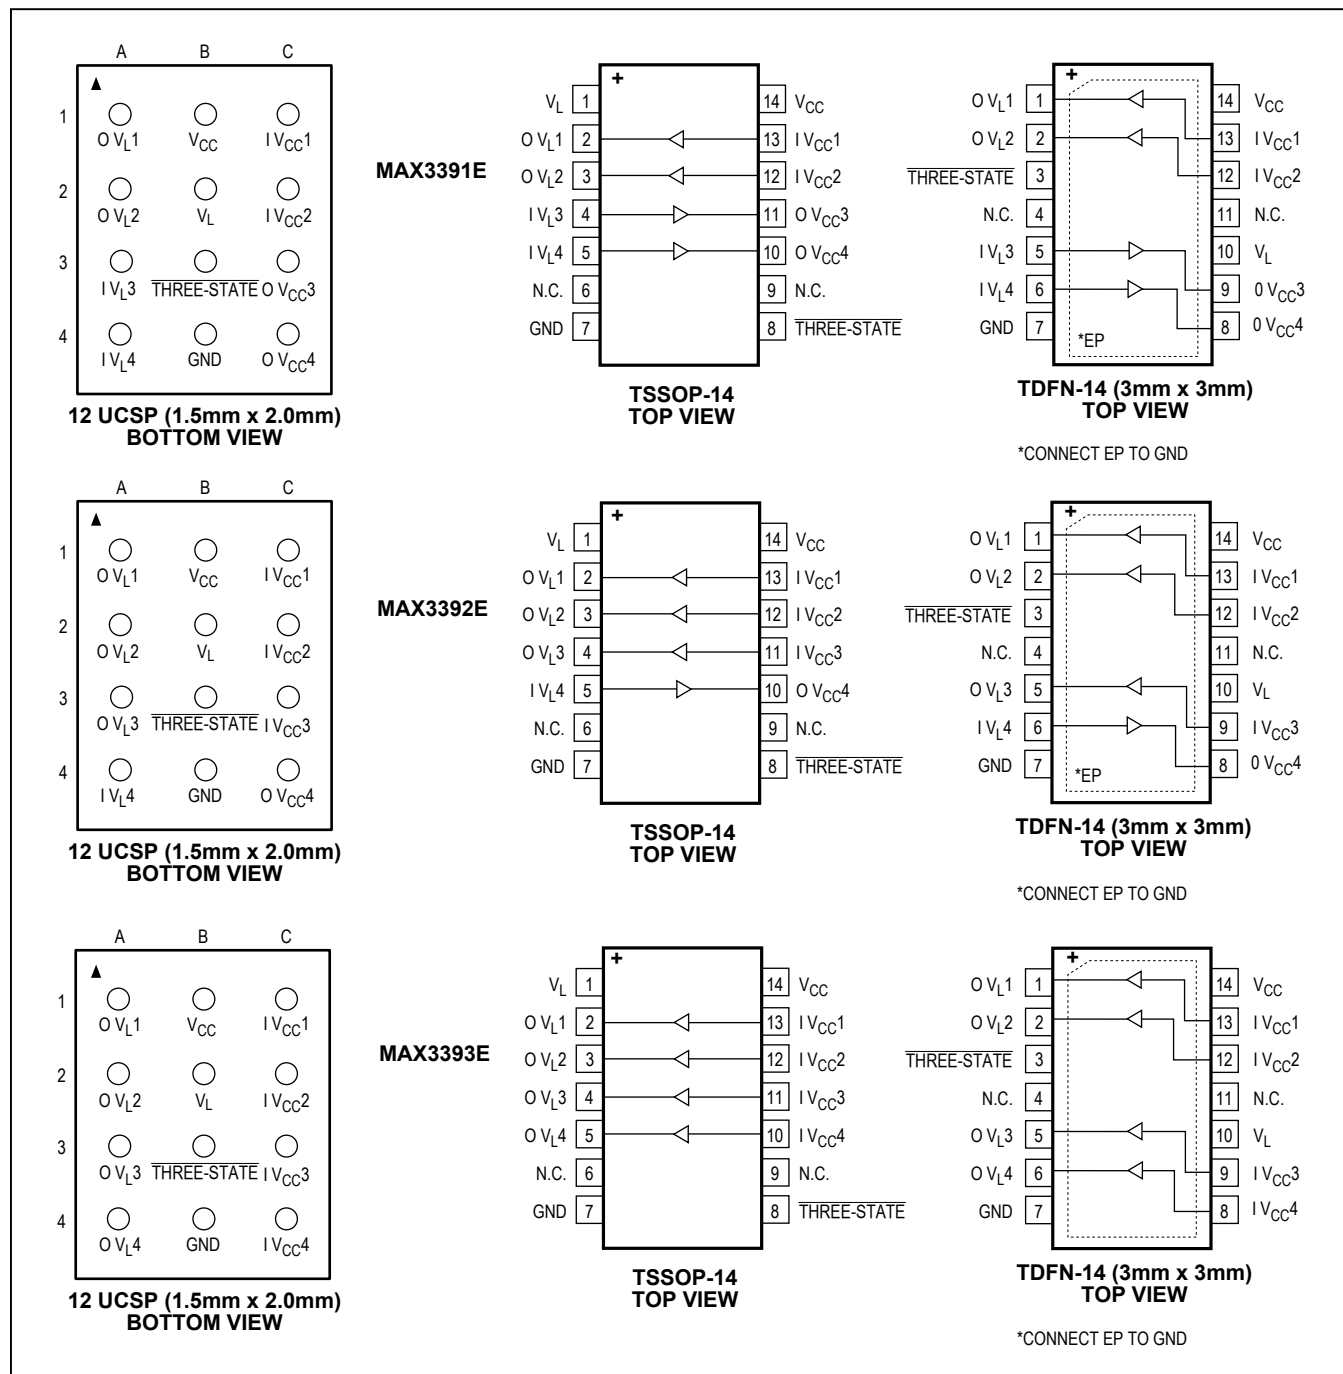 A B C
1
O VL1 VCC I VCC1
2
O VL2 VL I VCC2
3
I VL3 THREE-STATE O VCC3
4
I VL4 GND O VCC4
12 UCSP (1.5mm x 2.0mm)
BOTTOM VIEW
MAX3391E
+
VL 1 14 VCC
O VL1 2 13 I VCC1
O VL2 3 12 I VCC2
I VL3 4 11 O VCC3
I VL4 5 10 O VCC4
N.C. 6 9 N.C.
GND 7 8 THREE-STATE
TSSOP-14
TOP VIEW
+
O VL1 1 14 VCC
O VL2 2 13 I VCC1
THREE-STATE 3 12 I VCC2
N.C. 4 11 N.C.
I VL3 5 10 VL
I VL4 6 9 0 VCC3
GND 7 8 0 VCC4
*EP
TDFN-14 (3mm x 3mm)
TOP VIEW
*CONNECT EP TO GND
A B C
1
O VL1 VCC I VCC1
2
O VL2 VL I VCC2
3
O VL3 THREE-STATE I VCC3
4
I VL4 GND O VCC4
12 UCSP (1.5mm x 2.0mm)
BOTTOM VIEW
MAX3392E
+
VL 1 14 VCC
O VL1 2 13 I VCC1
O VL2 3 12 I VCC2
O VL3 4 11 I VCC3
I VL4 5 10 O VCC4
N.C. 6 9 N.C.
GND 7 8 THREE-STATE
TSSOP-14
TOP VIEW
+
O VL1 1 14 VCC
O VL2 2 13 I VCC1
THREE-STATE 3 12 I VCC2
N.C. 4 11 N.C.
O VL3 5 10 VL
I VL4 6 9 I VCC3
GND 7 8 0 VCC4
*EP
TDFN-14 (3mm x 3mm)
TOP VIEW
*CONNECT EP TO GND
A B C
1
O VL1 VCC I VCC1
2
O VL2 VL I VCC2
3
O VL3 THREE-STATE I VCC3
4
O VL4 GND I VCC4
12 UCSP (1.5mm x 2.0mm)
BOTTOM VIEW
MAX3393E
+
VL 1 14 VCC
O VL1 2 13 I VCC1
O VL2 3 12 I VCC2
O VL3 4 11 I VCC3
O VL4 5 10 I VCC4
N.C. 6 9 N.C.
GND 7 8 THREE-STATE
TSSOP-14
TOP VIEW
+
O VL1 1 14 VCC
O VL2 2 13 I VCC1
THREE-STATE 3 12 I VCC2
N.C. 4 11 N.C.
O VL3 5 10 VL
O VL4 6 9 I VCC3
GND 7 8 I VCC4
TDFN-14 (3mm x 3mm)
TOP VIEW
*CONNECT EP TO GND